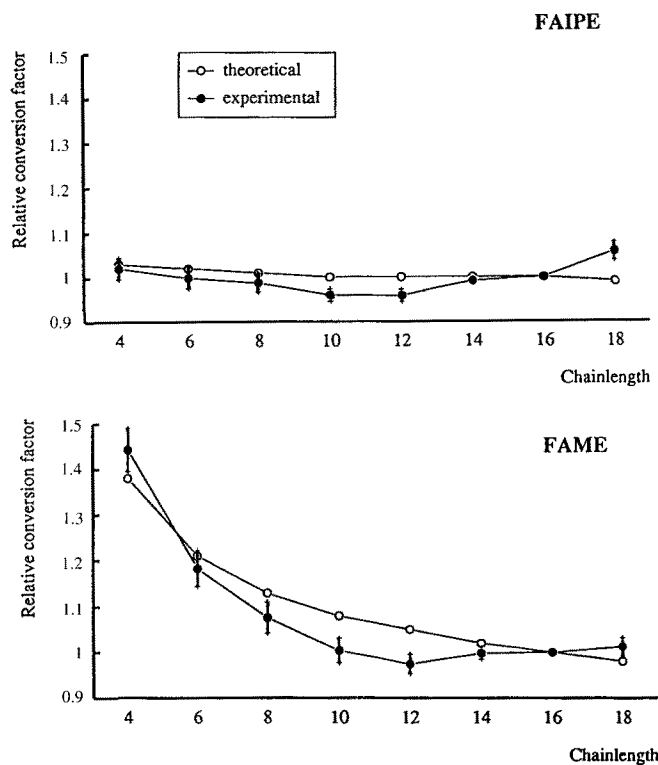 FAIPE
Relative conversion factor
1.5
1.4
1.3
1.2
1.1
1
0.9
theoretical
experimental
4 6 8 10 12 14 16 18
Chainlength
FAME
Relative conversion factor
1.5
1.4
1.3
1.2
1.1
1
0.9
4 6 8 10 12 14 16 18
Chainlength